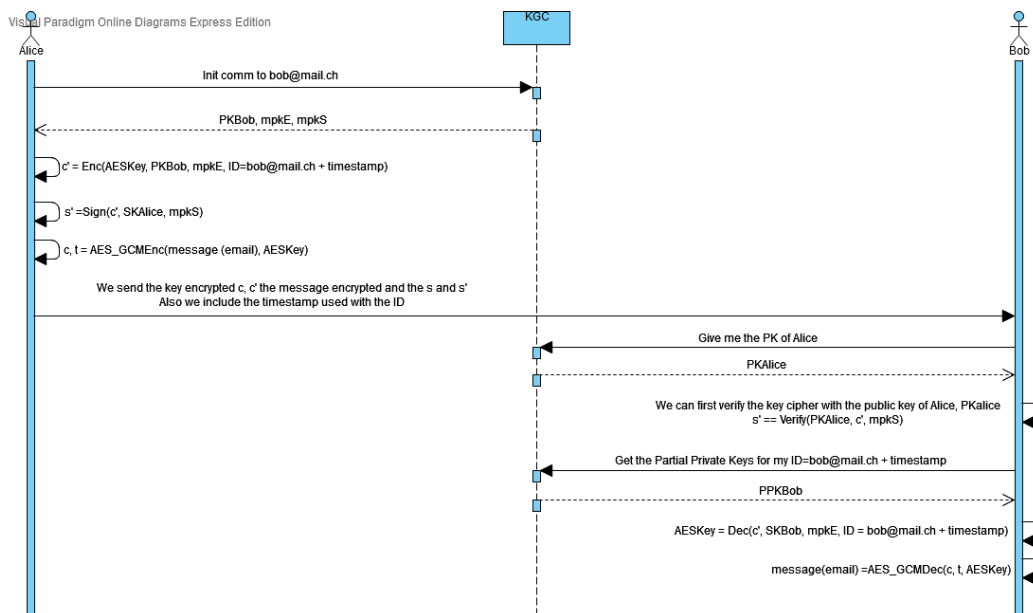 Visual Paradigm Online Diagrams Express Edition
KGC
Alice
Bob
Init comm to bob@mail.ch
PKBob, mpkE, mpkS
c' = Enc(AESKey, PKBob, mpkE, ID=bob@mail.ch + timestamp)
s' =Sign(c', SKAlice, mpkS)
c, t = AES_GCMEnc(message (email), AESKey)
We send the key encrypted c, c' the message encrypted and the s and s'
Also we include the timestamp used with the ID
Give me the PK of Alice
PKAlice
We can first verify the key cipher with the public key of Alice, PKalice
s' == Verify(PKAlice, c', mpkS)
Get the Partial Private Keys for my ID=bob@mail.ch + timestamp
PPKBob
AESKey = Dec(c', SKBob, mpkE, ID = bob@mail.ch + timestamp)
message(email) =AES_GCMDec(c, t, AESKey)